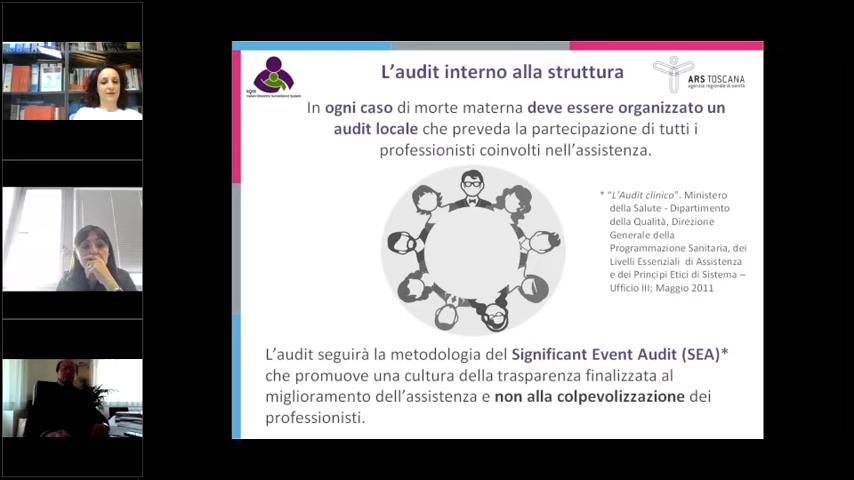 L'audit interno alla struttura
ARS TOSCANA
agenzia regionale di sanità
Italian Obstetric Surveillance System
In ogni caso di morte materna deve essere organizzato un
audit locale che preveda la partecipazione di tutti i
professionisti coinvolti nell'assistenza.
* "L'Audit clinico". Ministero
della Salute - Dipartimento
della Qualità, Direzione
Generale della
Programmazione Sanitaria, dei
Livelli Essenziali di Assistenza
e dei Principi Etici di Sistema –
Ufficio III; Maggio 2011
L'audit seguirà la metodologia del Significant Event Audit (SEA)*
che promuove una cultura della trasparenza finalizzata al
miglioramento dell'assistenza e non alla colpevolizzazione dei
professionisti.